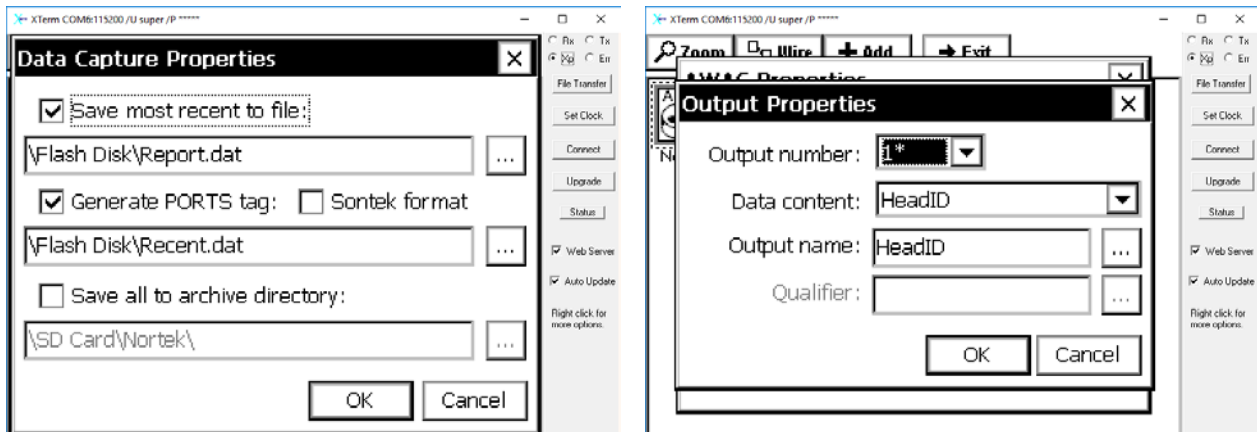 XTerm COM6:115200 /U super /P *****
Data Capture Properties
Save most recent to file:
\Flash Disk\Report.dat
...
Generate PORTS tag:
Sontek format
\Flash Disk\Recent.dat
...
Save all to archive directory:
\SD Card\Nortek\
...
OK
Cancel
Rx
Tx
Err
File Transfer
Set Clock
Connect
Upgrade
Status
Web Server
Auto Update
Right click for
more options.
XTerm COM6:115200 /U super /P *****
Zoom
Wire
Add
Exit
Properties
Output Properties
Output number:
1*
Data content:
HeadID
Output name:
HeadID
...
Qualifier:
...
OK
Cancel
Rx
Tx
Err
File Transfer
Set Clock
Connect
Upgrade
Status
Web Server
Auto Update
Right click for
more options.